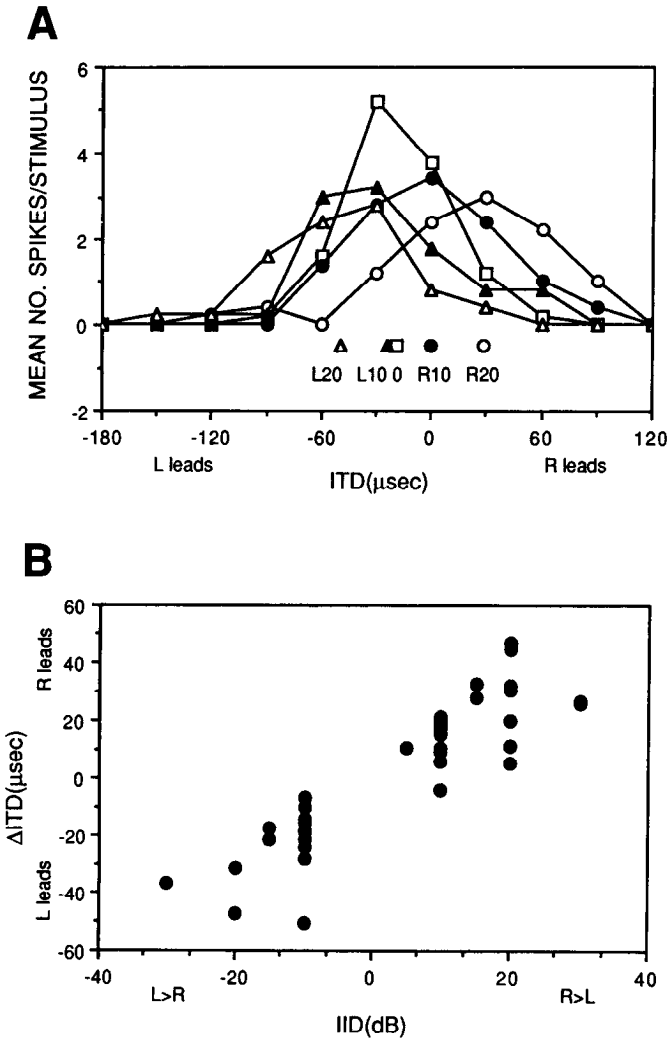 A
MEAN NO. SPIKES/STIMULUS
6
4
2
0
-2
L20 L10 0 R10 R20
-180 -120 -60 0 60 120
L leads R leads
ITD(μsec)
B
ΔITD(μsec)
R leads
L leads
60
40
20
0
-20
-40
-60
-40 -20 0 20 40
L>R R>L
IID(dB)